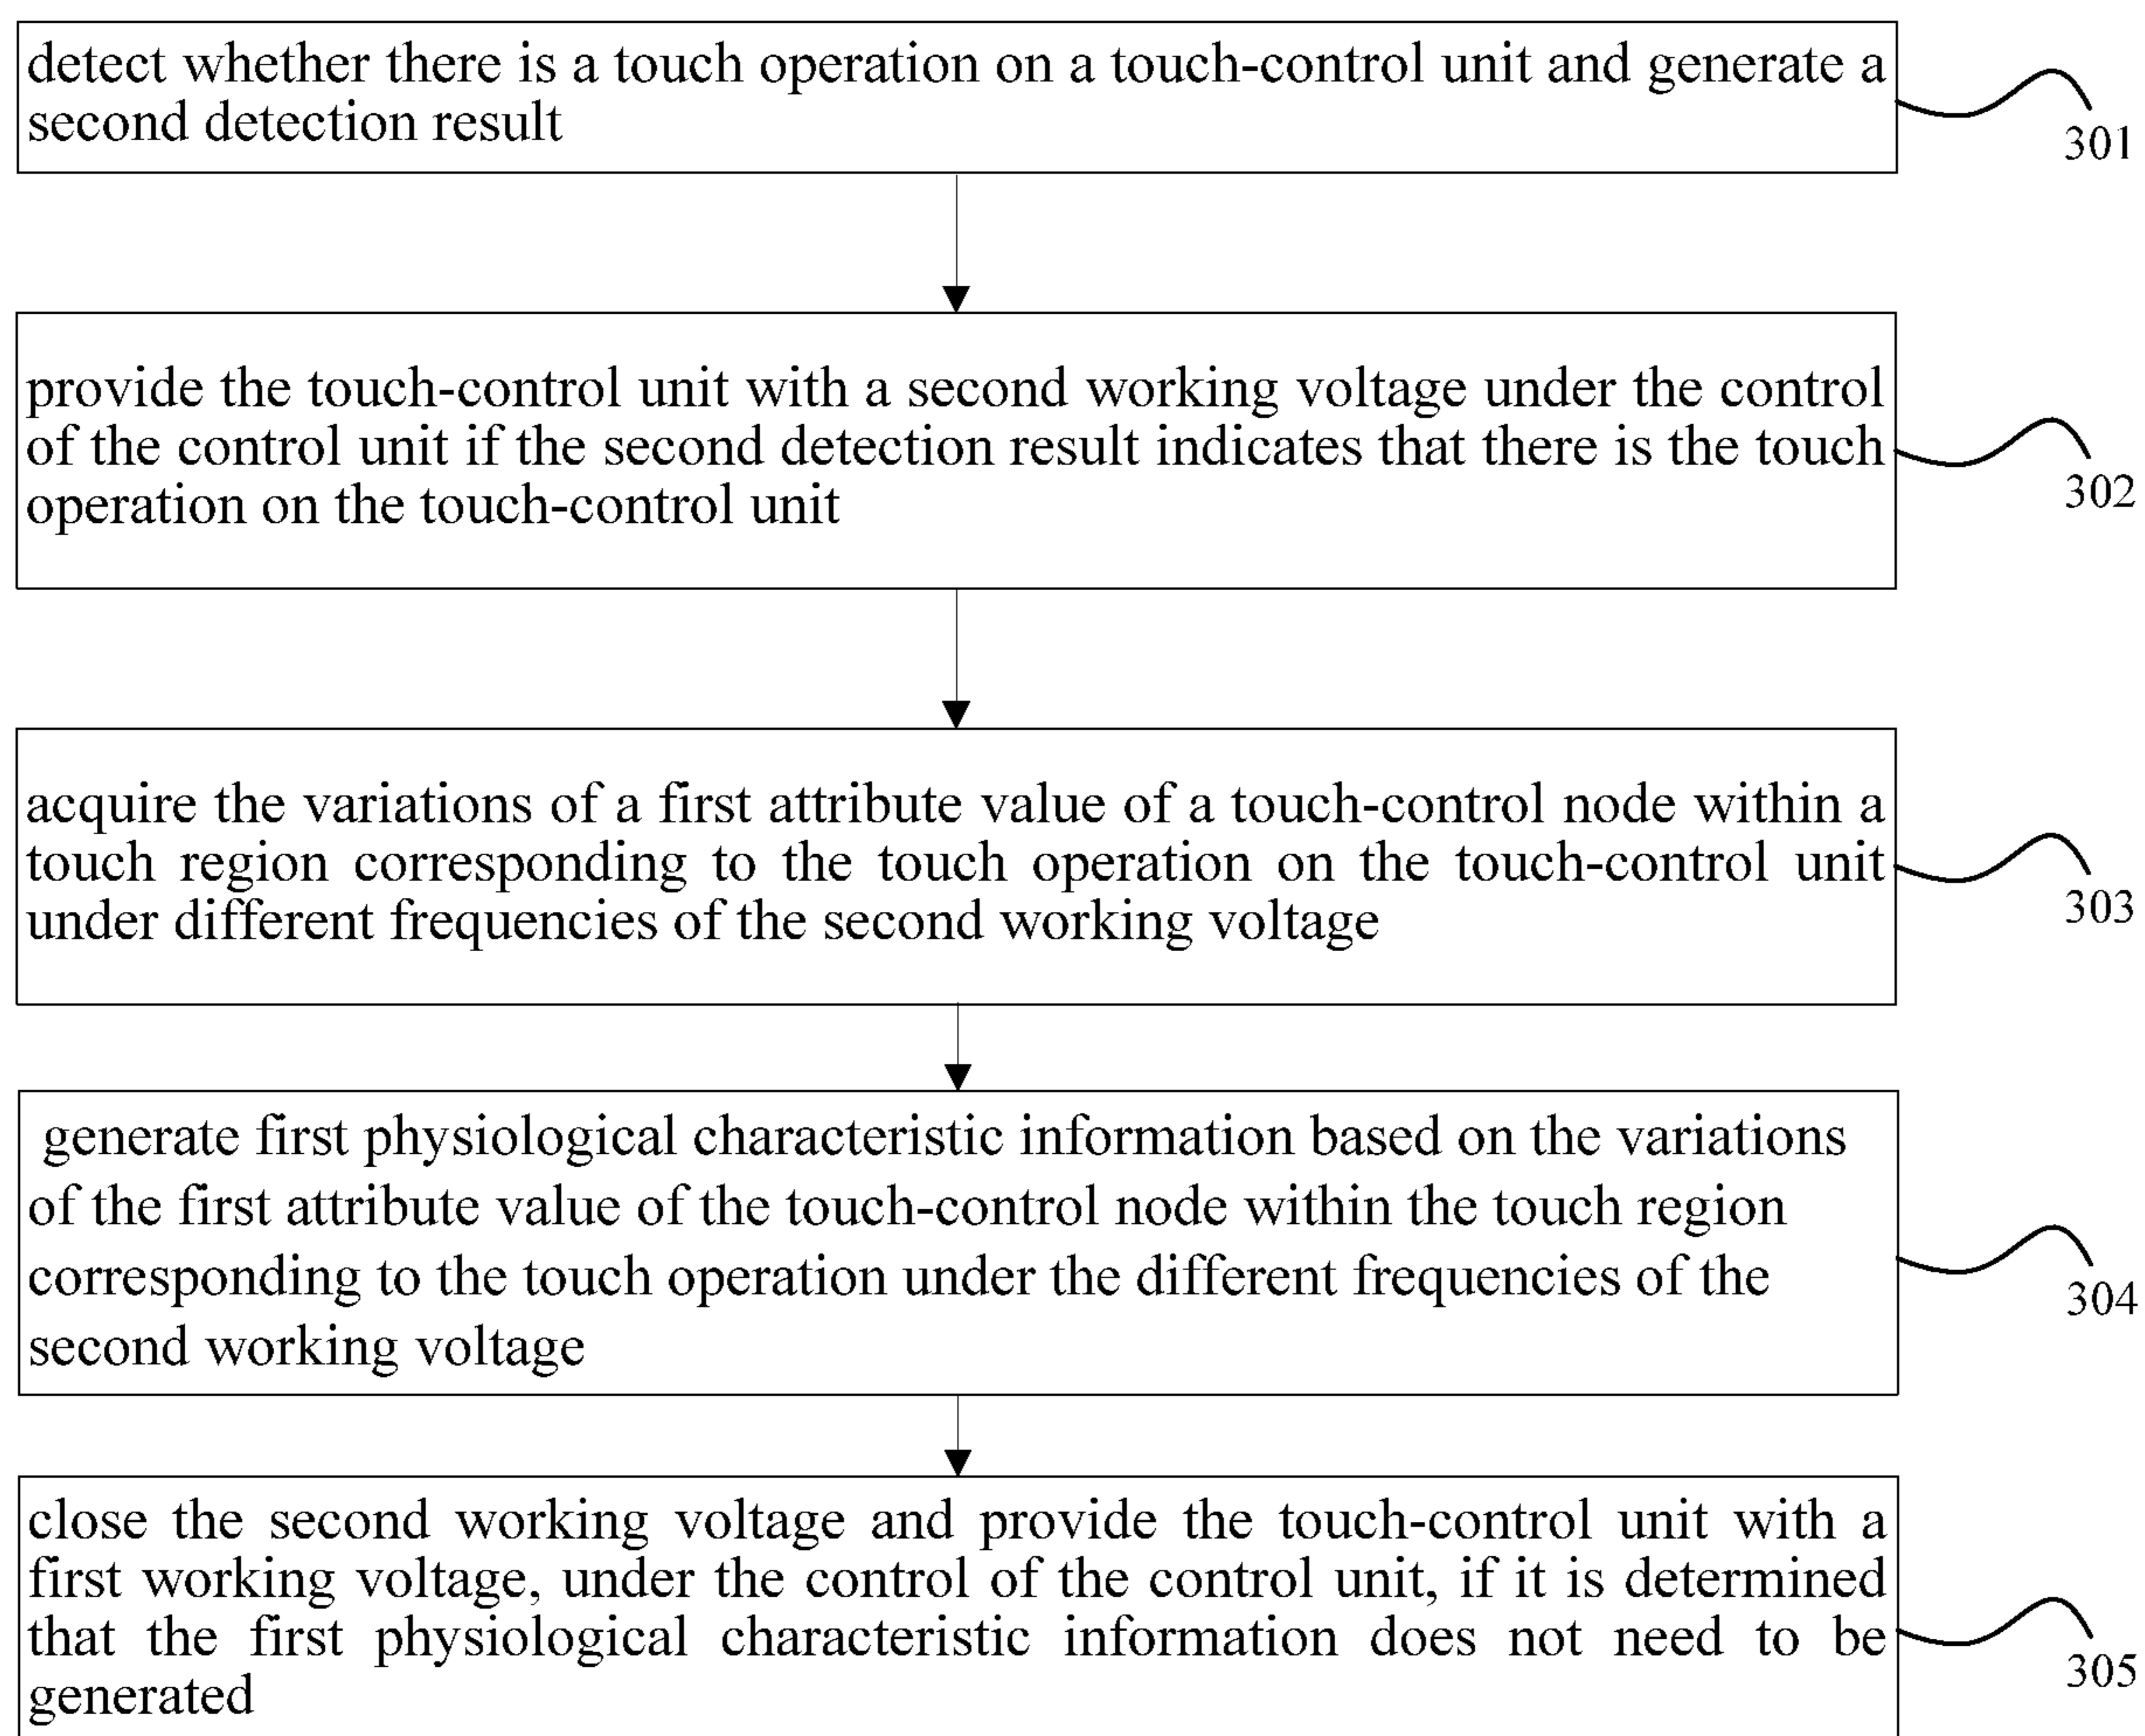 detect whether there is a touch operation on a touch-control unit and generate a
second detection result
301
provide the touch-control unit with a second working voltage under the control
of the control unit if the second detection result indicates that there is the touch
operation on the touch-control unit
302
acquire the variations of a first attribute value of a touch-control node within a
touch region corresponding to the touch operation on the touch-control unit
under different frequencies of the second working voltage
303
generate first physiological characteristic information based on the variations
of the first attribute value of the touch-control node within the touch region
corresponding to the touch operation under the different frequencies of the
second working voltage
304
close the second working voltage and provide the touch-control unit with a
first working voltage, under the control of the control unit, if it is determined
that the first physiological characteristic information does not need to be
generated
305